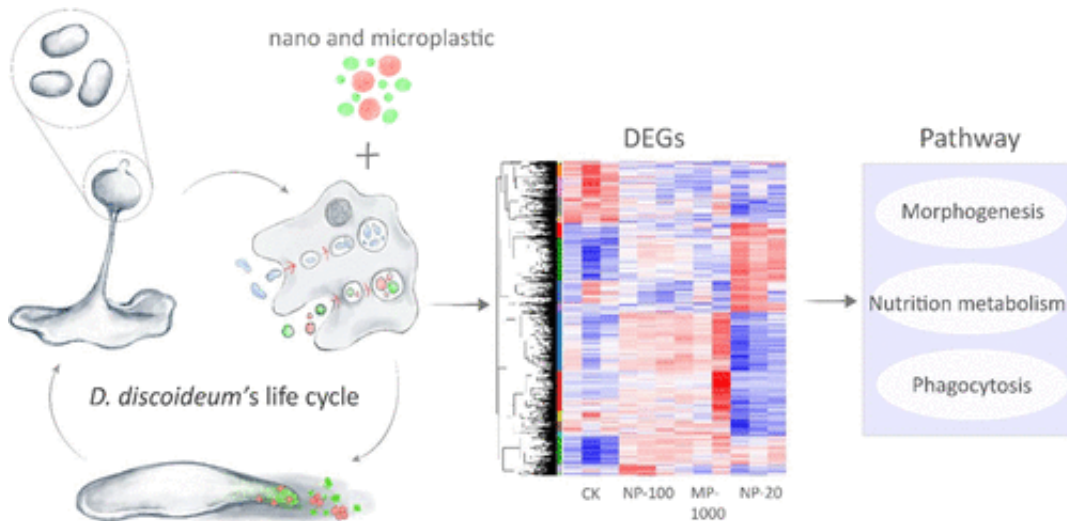 nano and microplastic
+
DEGs
Pathway
Morphogenesis
Nutrition metabolism
Phagocytosis
D. discoideum's life cycle
CK
NP-100
MP-
1000
NP-20